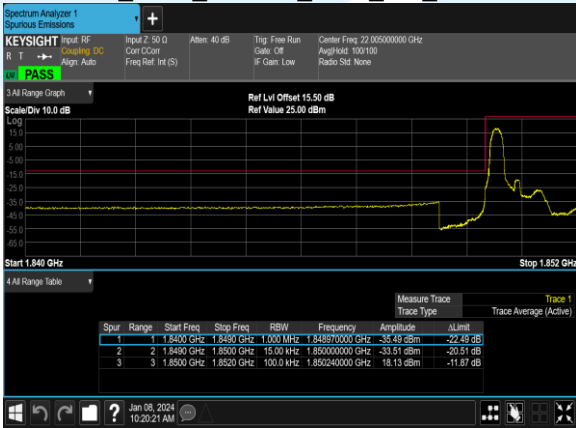 Spectrum Analyzer 1
Spurious Emissions
+
KEYSIGHT Input: RF Input Z: 50 Ω Atten: 40 dB Trig: Free Run Center Freq: 22.005000000 GHz
R T Coupling: DC Corr CCorr Gate: Off Avg|Hold: 100/100
Align: Auto Freq Ref: Int (S) IF Gain: Low Radio Std: None
LXI PASS
3 All Range Graph
Ref Lvl Offset 15.50 dB
Scale/Div 10.0 dB Ref Value 25.00 dBm
Log
15.0
5.00
-5.00
-15.0
-25.0
-35.0
-45.0
-55.0
-65.0
Start 1.840 GHz Stop 1.852 GHz
4 All Range Table
Measure Trace Trace 1
Trace Type Trace Average (Active)
Spur Range Start Freq Stop Freq RBW Frequency Amplitude ΔLimit
1 1 1.8400 GHz 1.8490 GHz 1.000 MHz 1.848970000 GHz -35.49 dBm -22.49 dB
2 2 1.8490 GHz 1.8500 GHz 15.00 kHz 1.850000000 GHz -33.51 dBm -20.51 dB
3 3 1.8500 GHz 1.8520 GHz 100.0 kHz 1.850240000 GHz 18.13 dBm -11.87 dB
? Jan 08, 2024
10:20:21 AM